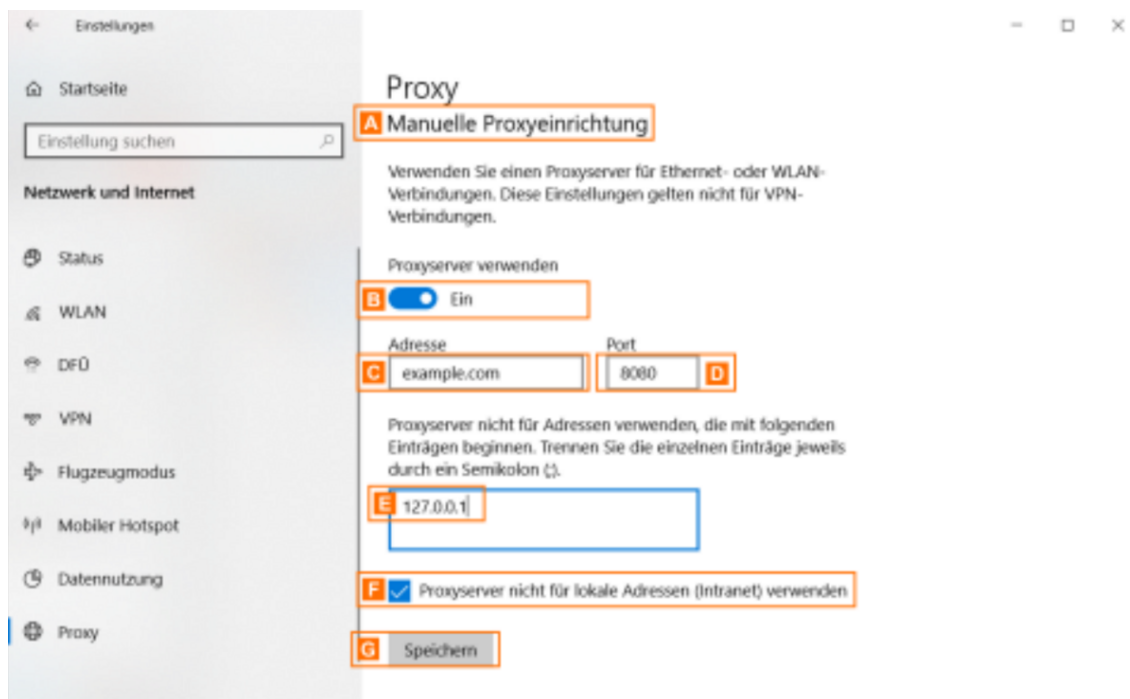 Einstellungen
Startseite
Einstellung suchen
Netzwerk und Internet
Status
WLAN
DFÜ
VPN
Flugzeugmodus
Mobiler Hotspot
Datennutzung
Proxy
Proxy
A Manuelle Proxyeinrichtung
Verwenden Sie einen Proxyserver für Ethernet- oder WLAN-
Verbindungen. Diese Einstellungen gelten nicht für VPN-
Verbindungen.
Proxyserver verwenden
B Ein
Adresse Port
C example.com 8080 D
Proxyserver nicht für Adressen verwenden, die mit folgenden
Einträgen beginnen. Trennen Sie die einzelnen Einträge jeweils
durch ein Semikolon (;).
E 127.0.0.1
F Proxyserver nicht für lokale Adressen (Intranet) verwenden
G Speichern